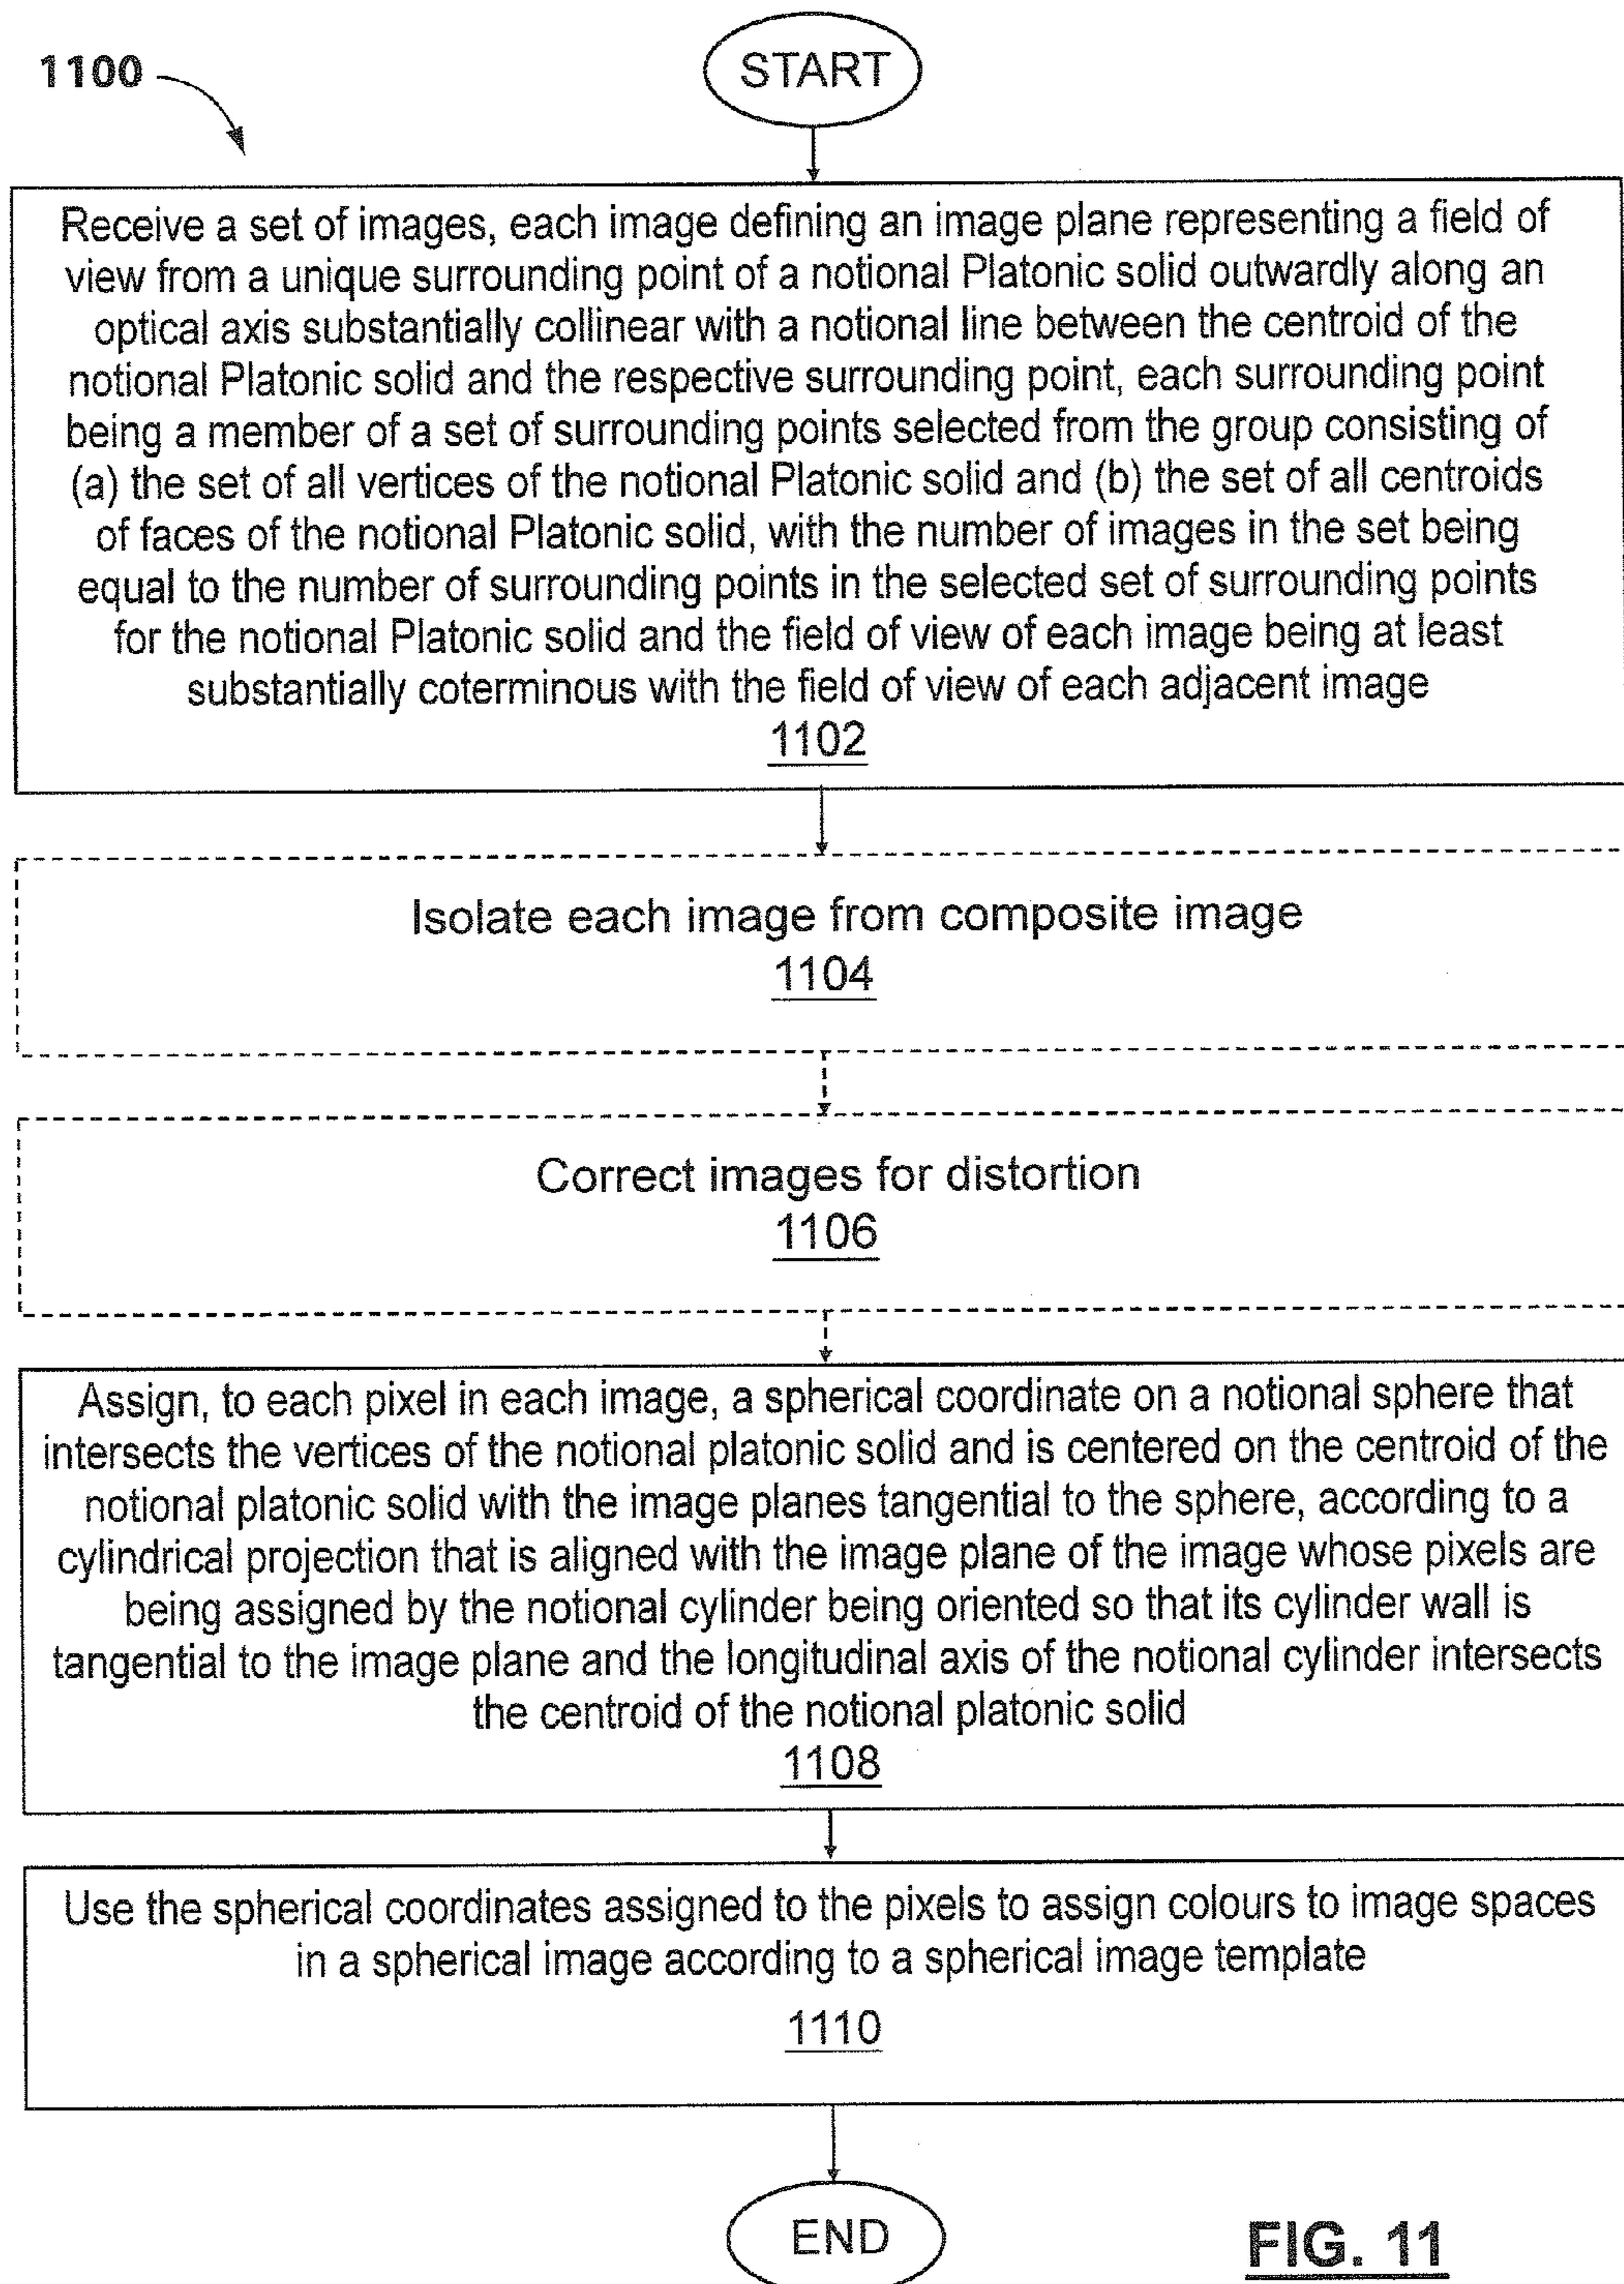 1100
START
Receive a set of images, each image defining an image plane representing a field of
view from a unique surrounding point of a notional Platonic solid outwardly along an
optical axis substantially collinear with a notional line between the centroid of the
notional Platonic solid and the respective surrounding point, each surrounding point
being a member of a set of surrounding points selected from the group consisting of
(a) the set of all vertices of the notional Platonic solid and (b) the set of all centroids
of faces of the notional Platonic solid, with the number of images in the set being
equal to the number of surrounding points in the selected set of surrounding points
for the notional Platonic solid and the field of view of each image being at least
substantially coterminous with the field of view of each adjacent image
1102
Isolate each image from composite image
1104
Correct images for distortion
1106
Assign, to each pixel in each image, a spherical coordinate on a notional sphere that
intersects the vertices of the notional platonic solid and is centered on the centroid of the
notional platonic solid with the image planes tangential to the sphere, according to a
cylindrical projection that is aligned with the image plane of the image whose pixels are
being assigned by the notional cylinder being oriented so that its cylinder wall is
tangential to the image plane and the longitudinal axis of the notional cylinder intersects
the centroid of the notional platonic solid
1108
Use the spherical coordinates assigned to the pixels to assign colours to image spaces
in a spherical image according to a spherical image template
1110
END
FIG. 11